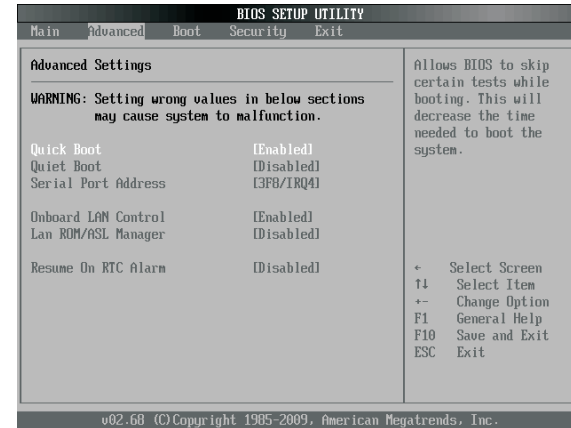 BIOS SETUP UTILITY
Main Advanced Boot Security Exit
Advanced Settings
WARNING: Setting wrong values in below sections
may cause system to malfunction.
Quick Boot [Enabled]
Quiet Boot [Disabled]
Serial Port Address [3F8/IRQ4]
Onboard LAN Control [Enabled]
Lan ROM/ASL Manager [Disabled]
Resume On RTC Alarm [Disabled]
Allows BIOS to skip
certain tests while
booting. This will
decrease the time
needed to boot the
system.
← Select Screen
↑↓ Select Item
+- Change Option
F1 General Help
F10 Save and Exit
ESC Exit
v02.68 (C)Copyright 1985-2009, American Megatrends, Inc.